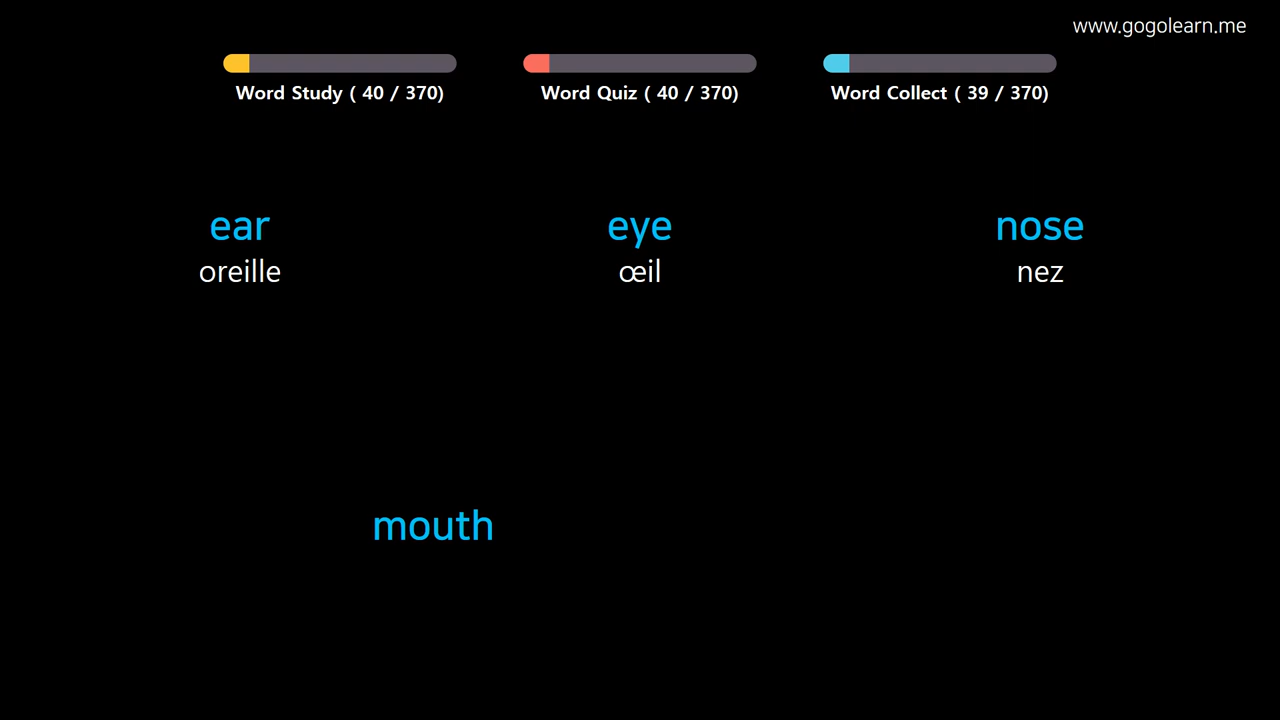 www.gogolearn.me
Word Study ( 40 / 370)
Word Quiz ( 40 / 370)
Word Collect ( 39 / 370)
ear
oreille
eye
œil
nose
nez
mouth